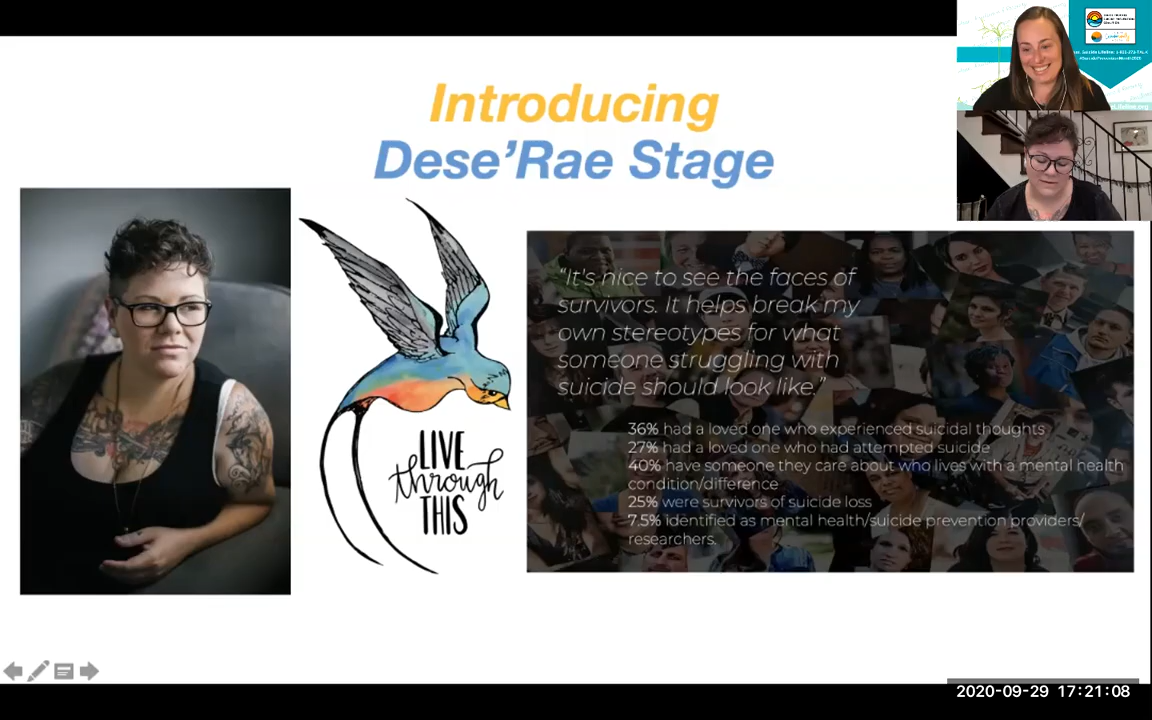 Introducing
Dese’Rae Stage
“It's nice to see the faces of
survivors. It helps break my
own stereotypes for what
someone struggling with
suicide should look like.”
36% had a loved one who experienced suicidal thoughts
27% had a loved one who had attempted suicide
40% have someone they care about who lives with a mental health
condition/difference
25% were survivors of suicide loss
7.5% identified as mental health/suicide prevention providers/
researchers.
LIVE
through
THIS
2020-09-29 17:21:08